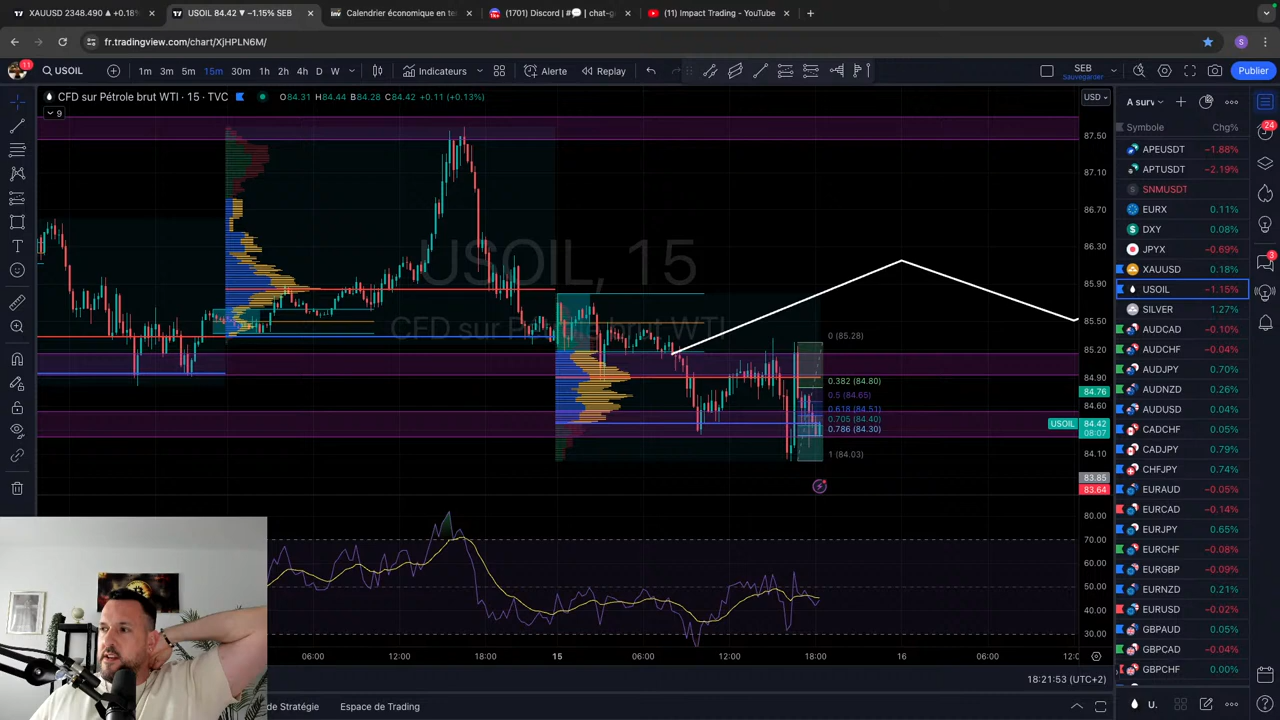 XAUUSD 2348.490 ▲ +0.18%
USOIL 84.42 ▼ −1.15% SEB
Calendrier économique en te
(1701) Discord | #💬 | chat-g
(11) Impact Trading - YouTube
fr.tradingview.com/chart/XjHPLN6M/
11
USOIL
1m 3m 5m 15m 30m 1h 2h 4h D W
Indicateurs
Alerte
Replay
SEB
Sauvegarder
Publier
CFD sur Pétrole brut WTI · 15 · TVC
O84.31 H84.44 B84.28 C84.42 +0.11 (+0.13%)
9
USD
A surv
Symbole Chg%
24
3
87.50
87.10
86.70
86.30
85.90
85.50
85.20
84.90
84.76
84.60
USOIL 84.42
08:07
84.10
83.85
83.64
80.00
70.00
60.00
50.00
40.00
30.00
USOIL, 15
CFD sur Pétrole brut WTI
0 (85.28)
0.382 (84.80)
0.5 (84.65)
0.618 (84.51)
0.705 (84.40)
0.786 (84.30)
1 (84.03)
APEUSDT −1.88%
APTUSDT −2.19%
SNMUSDT
EURX 0.11%
DXY 0.08%
JPYX −0.69%
XAUUSD 0.18%
USOIL −1.15%
SILVER 1.27%
AUDCAD −0.10%
AUDCHF −0.04%
AUDJPY 0.70%
AUDNZD 0.26%
AUDUSD 0.04%
CADCHF −0.09%
CADJPY 0.79%
CHFJPY 0.74%
EURAUD −0.05%
EURCAD −0.14%
EURJPY 0.65%
EURCHF −0.08%
EURGBP −0.09%
EURNZD 0.21%
EURUSD −0.02%
GBPAUD 0.05%
GBPCAD −0.04%
GBPCHF 0.00%
06:00 12:00 18:00 15 06:00 12:00 18:00 16 06:00 12:0
18:21:53 (UTC+2)
de Stratégie
Espace de Trading
U.